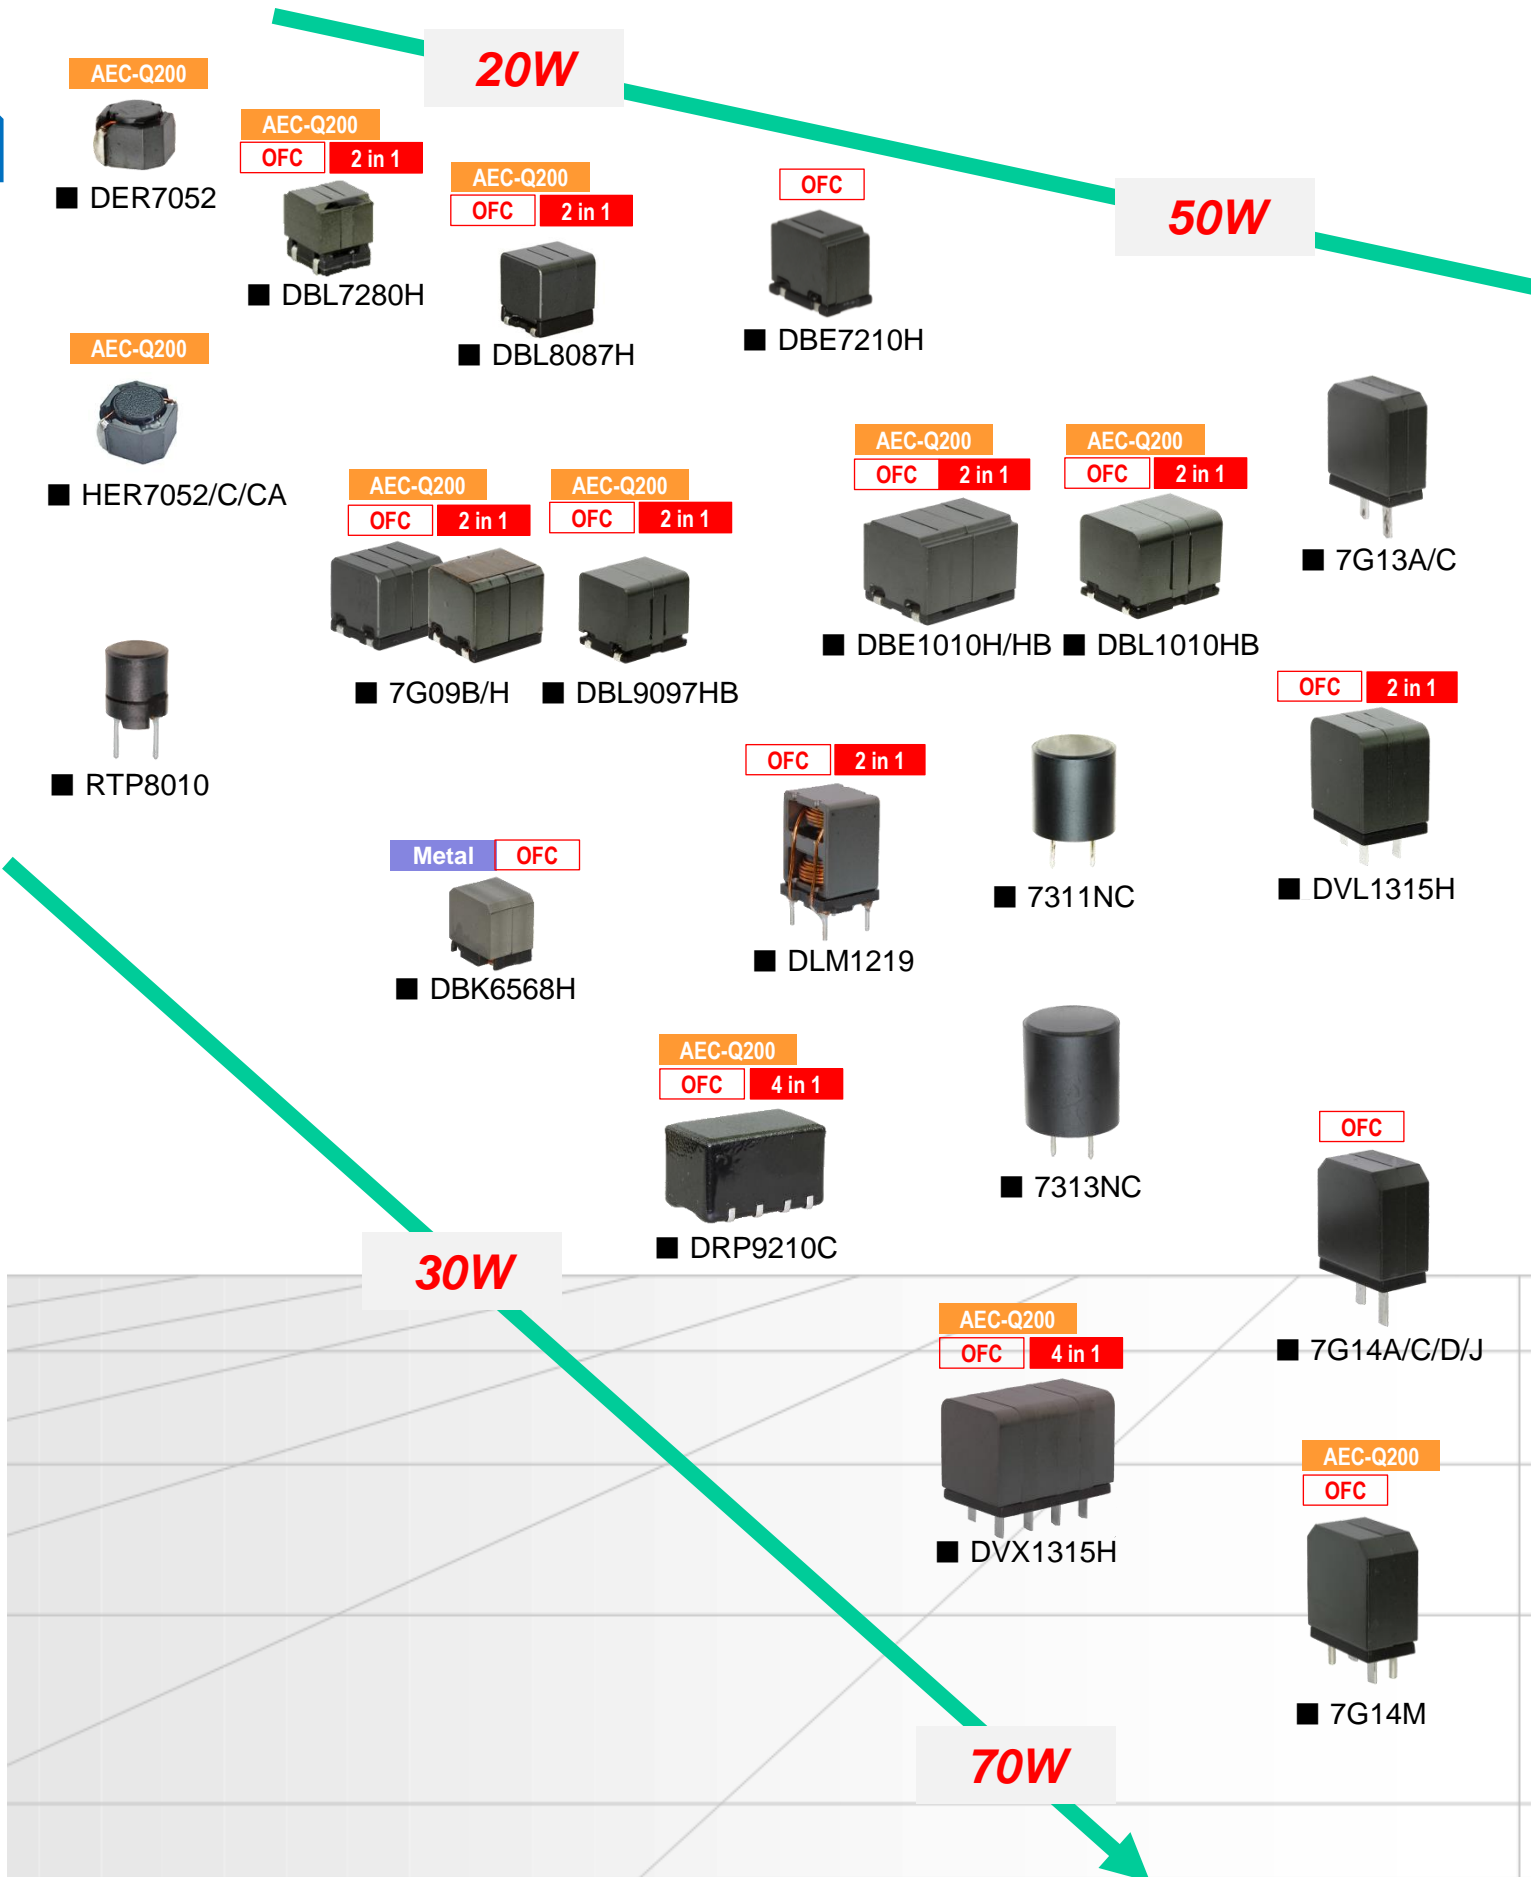 20W
AEC-Q200
■ DER7052
AEC-Q200
OFC 2 in 1
■ DBL7280H
AEC-Q200
OFC 2 in 1
■ DBL8087H
OFC
■ DBE7210H
50W
AEC-Q200
■ HER7052/C/CA
AEC-Q200
OFC 2 in 1
■ 7G09B/H
AEC-Q200
OFC 2 in 1
■ DBL9097HB
AEC-Q200
OFC 2 in 1
■ DBE1010H/HB
AEC-Q200
OFC 2 in 1
■ DBL1010HB
■ 7G13A/C
■ RTP8010
OFC 2 in 1
■ DLM1219
■ 7311NC
OFC 2 in 1
■ DVL1315H
Metal OFC
■ DBK6568H
AEC-Q200
OFC 4 in 1
■ DRP9210C
■ 7313NC
OFC
■ 7G14A/C/D/J
30W
AEC-Q200
OFC 4 in 1
■ DVX1315H
AEC-Q200
OFC
■ 7G14M
70W